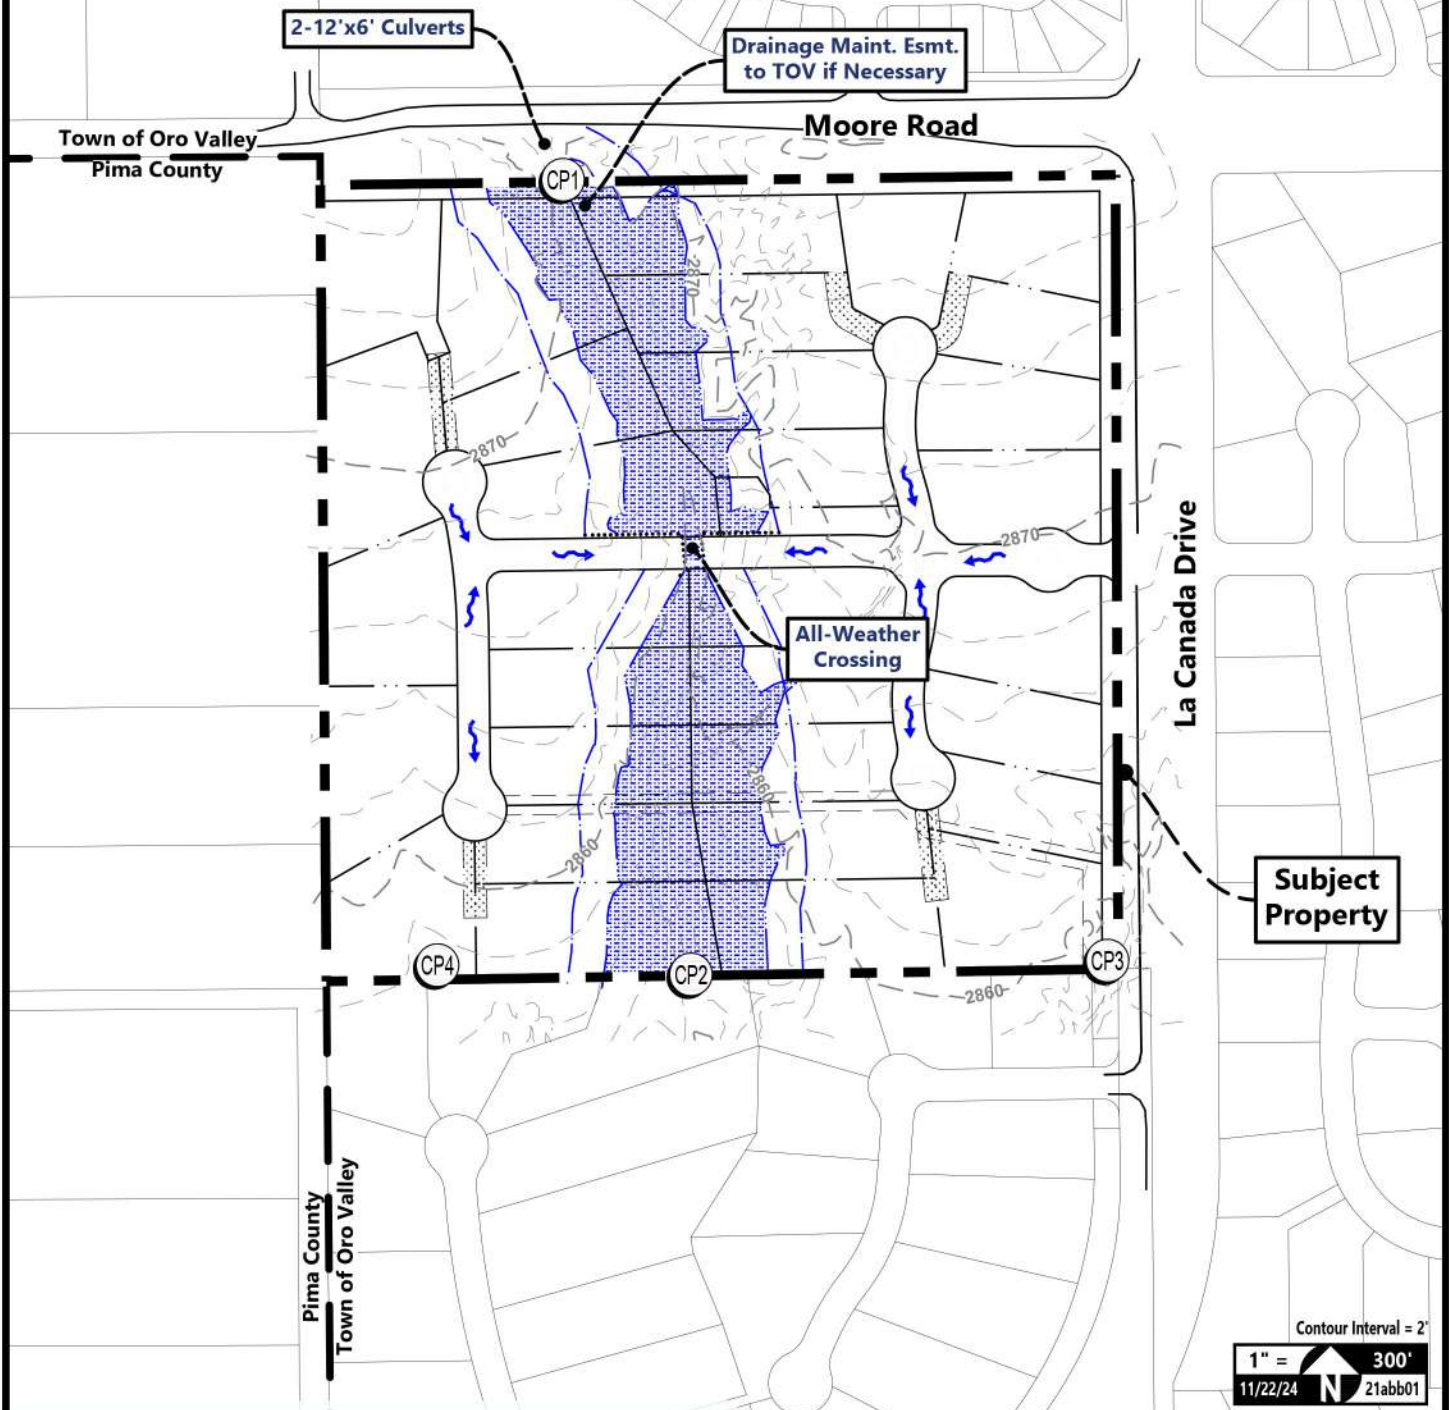 2-12'x6' Culverts
Drainage Maint. Esmt.
to TOV if Necessary
Moore Road
Town of Oro Valley
Pima County
CP1
2870
2870
2870
La Canada Drive
All-Weather
Crossing
2860
2860
Subject
Property
CP4
CP2
CP3
2860
Pima County
Town of Oro Valley
Contour Interval = 2'
1" = 300'
11/22/24 N 21abb01